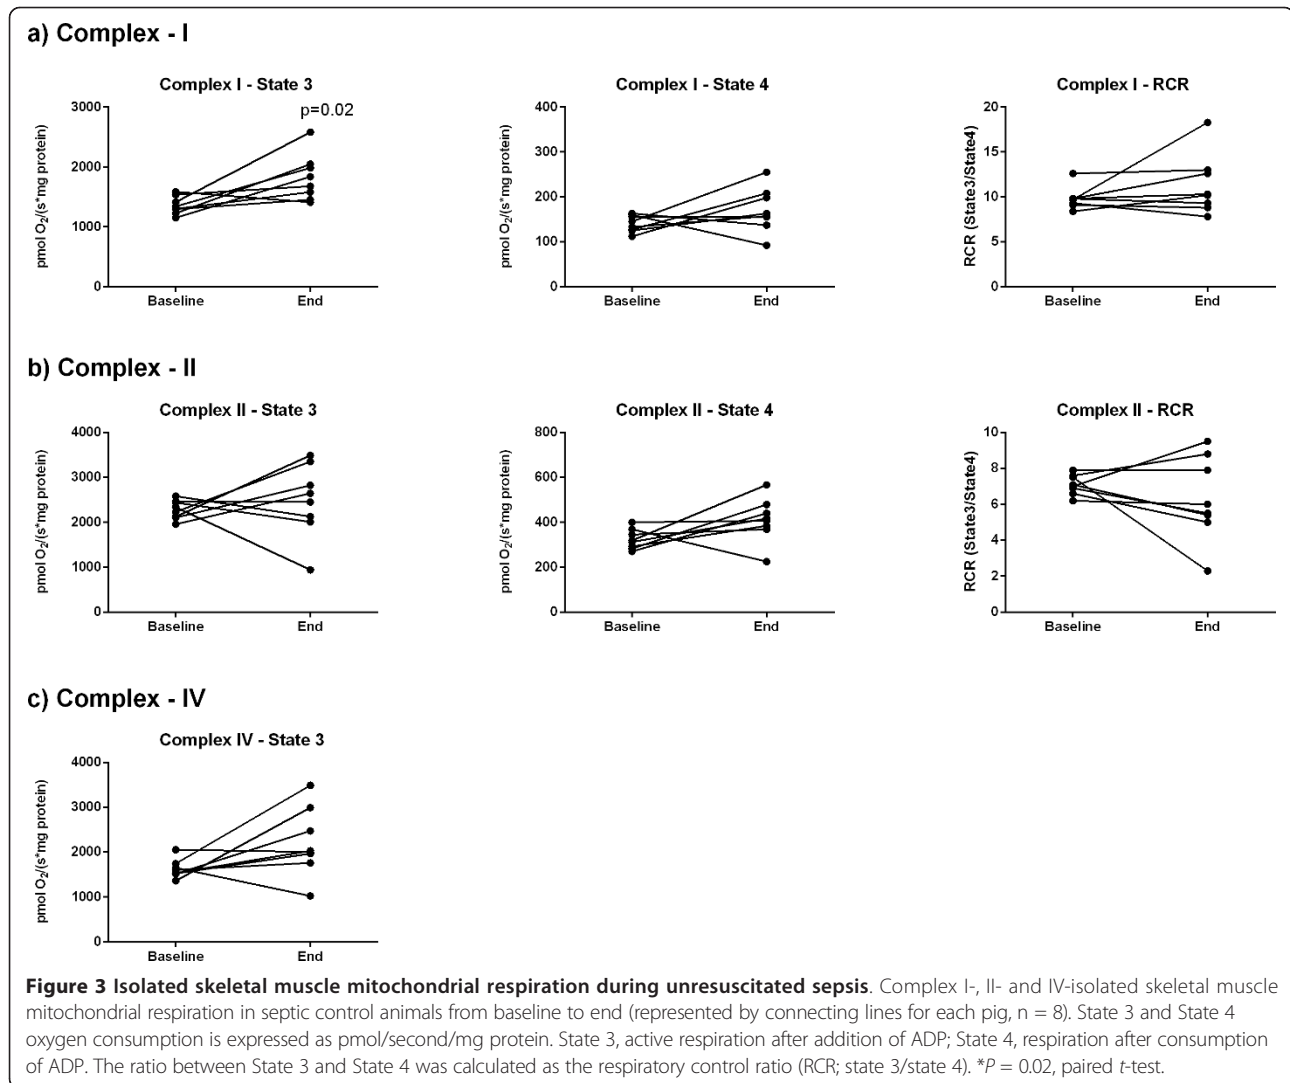 a) Complex - I
Complex I - State 3
p=0.02
3000
2000
1000
0
pmol O₂/(s*mg protein)
Baseline
End
Complex I - State 4
400
300
200
100
0
pmol O₂/(s*mg protein)
Baseline
End
Complex I - RCR
20
15
10
5
0
RCR (State3/State4)
Baseline
End
b) Complex - II
Complex II - State 3
4000
3000
2000
1000
0
pmol O₂/(s*mg protein)
Baseline
End
Complex II - State 4
800
600
400
200
0
pmol O₂/(s*mg protein)
Baseline
End
Complex II - RCR
10
8
6
4
2
0
RCR (State3/State4)
Baseline
End
c) Complex - IV
Complex IV - State 3
4000
3000
2000
1000
0
pmol O₂/(s*mg protein)
Baseline
End
Figure 3 Isolated skeletal muscle mitochondrial respiration during unresuscitated sepsis. Complex I-, II- and IV-isolated skeletal muscle
mitochondrial respiration in septic control animals from baseline to end (represented by connecting lines for each pig, n = 8). State 3 and State 4
oxygen consumption is expressed as pmol/second/mg protein. State 3, active respiration after addition of ADP; State 4, respiration after consumption
of ADP. The ratio between State 3 and State 4 was calculated as the respiratory control ratio (RCR; state 3/state 4). *P = 0.02, paired t-test.